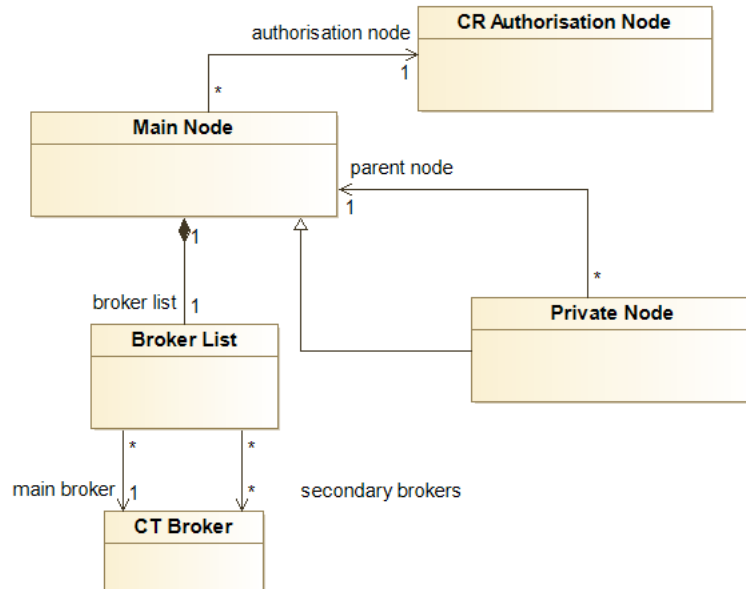 CR Authorisation Node
authorisation node
1
*
Main Node
parent node
1
1
*
broker list
1
Private Node
Broker List
*
*
main broker
1
*
secondary brokers
CT Broker